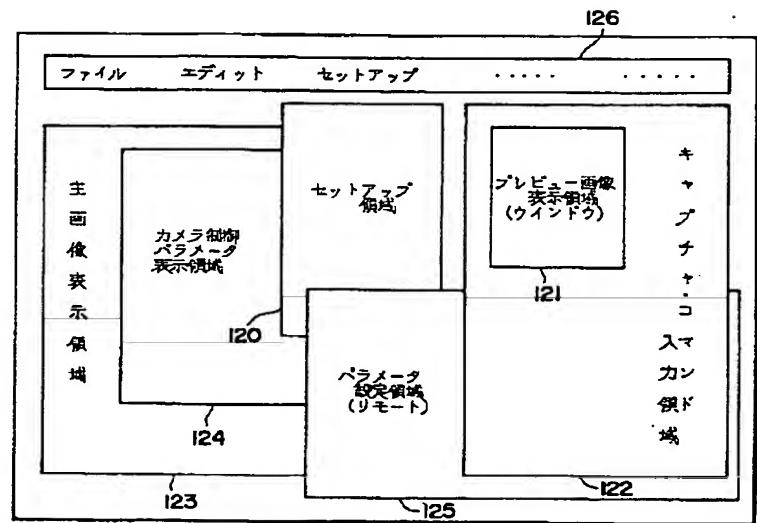 126
ファイル エディット セットアップ ····· ·····
主画像表示領域
カメラ制御
パラメータ
表示領域
セットアップ
領域
プレビュー画像
表示領域
(ウインドウ)
キャプチャ・コマンド
入力領域
121
120
パラメータ
設定領域
(リモート)
124
123
125
122